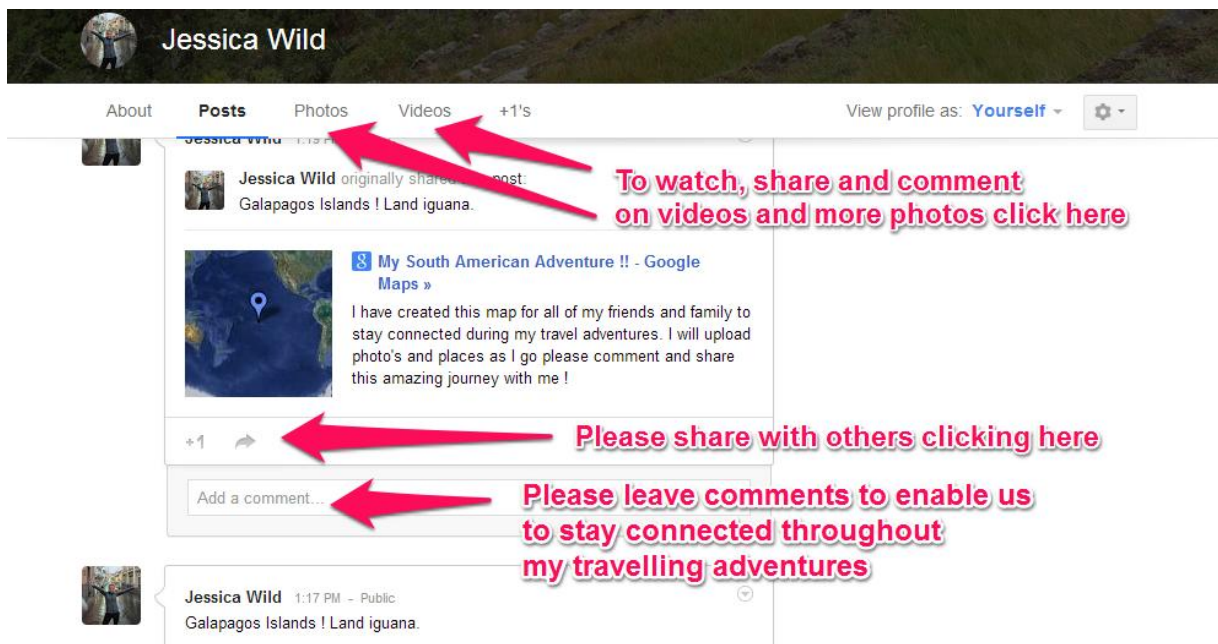 Jessica Wild
About Posts Photos Videos +1's View profile as: Yourself
Jessica Wild 1:19 P
Jessica Wild originally shared post:
Galapagos Islands ! Land iguana.
To watch, share and comment
on videos and more photos click here
8 My South American Adventure !! - Google
Maps »
I have created this map for all of my friends and family to
stay connected during my travel adventures. I will upload
photo's and places as I go please comment and share
this amazing journey with me !
+1
Please share with others clicking here
Add a comment...
Please leave comments to enable us
to stay connected throughout
my travelling adventures
Jessica Wild 1:17 PM - Public
Galapagos Islands ! Land iguana.